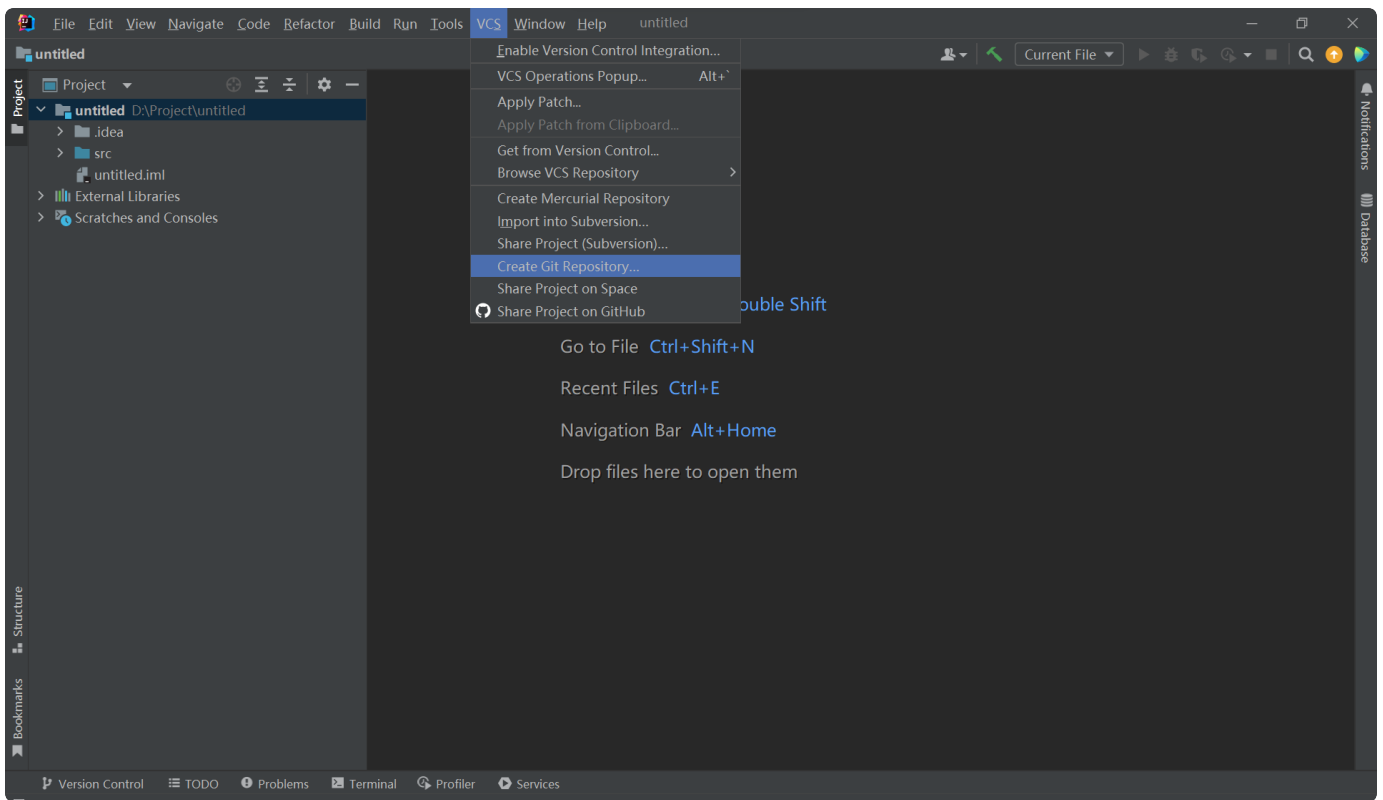 File Edit View Navigate Code Refactor Build Run Tools VCS Window Help untitled
untitled
Current File
Project
Project
untitled D:\Project\untitled
.idea
src
untitled.iml
External Libraries
Scratches and Consoles
Enable Version Control Integration...
VCS Operations Popup... Alt+`
Apply Patch...
Apply Patch from Clipboard...
Get from Version Control...
Browse VCS Repository
Create Mercurial Repository
Import into Subversion...
Share Project (Subversion)...
Create Git Repository...
Share Project on Space
Share Project on GitHub
Shift
Go to File Ctrl+Shift+N
Recent Files Ctrl+E
Navigation Bar Alt+Home
Drop files here to open them
Notifications
Database
Structure
Bookmarks
Version Control TODO Problems Terminal Profiler Services